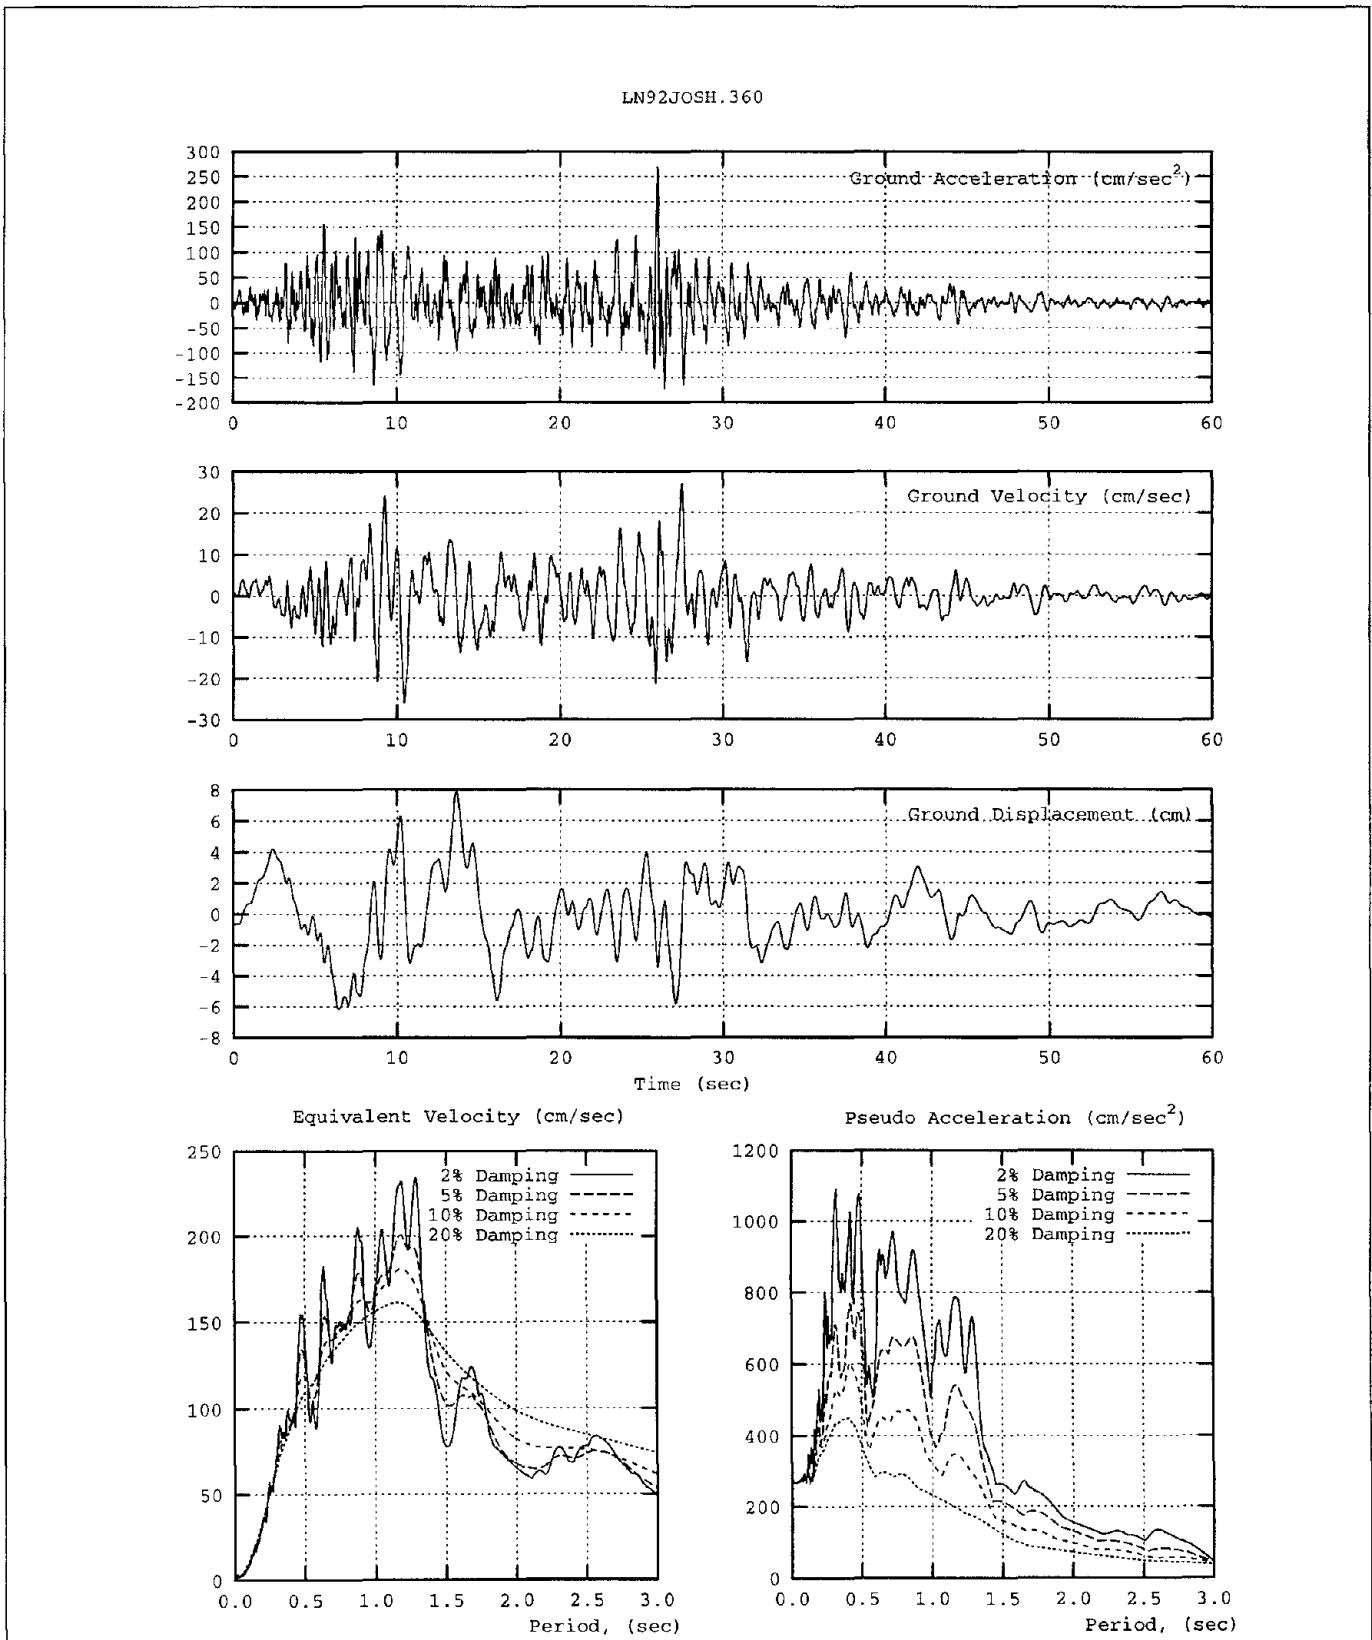 LN92JOSH.360
Ground Acceleration (cm/sec2)
300
250
200
150
100
50
0
-50
-100
-150
-200
0 10 20 30 40 50 60
Ground Velocity (cm/sec)
30
20
10
0
-10
-20
-30
0 10 20 30 40 50 60
Ground Displacement (cm)
8
6
4
2
0
-2
-4
-6
-8
0 10 20 30 40 50 60
Time (sec)
Equivalent Velocity (cm/sec)
250
200
150
100
50
0
2% Damping
5% Damping
10% Damping
20% Damping
0.0 0.5 1.0 1.5 2.0 2.5 3.0
Period, (sec)
Pseudo Acceleration (cm/sec2)
1200
1000
800
600
400
200
0
2% Damping
5% Damping
10% Damping
20% Damping
0.0 0.5 1.0 1.5 2.0 2.5 3.0
Period, (sec)